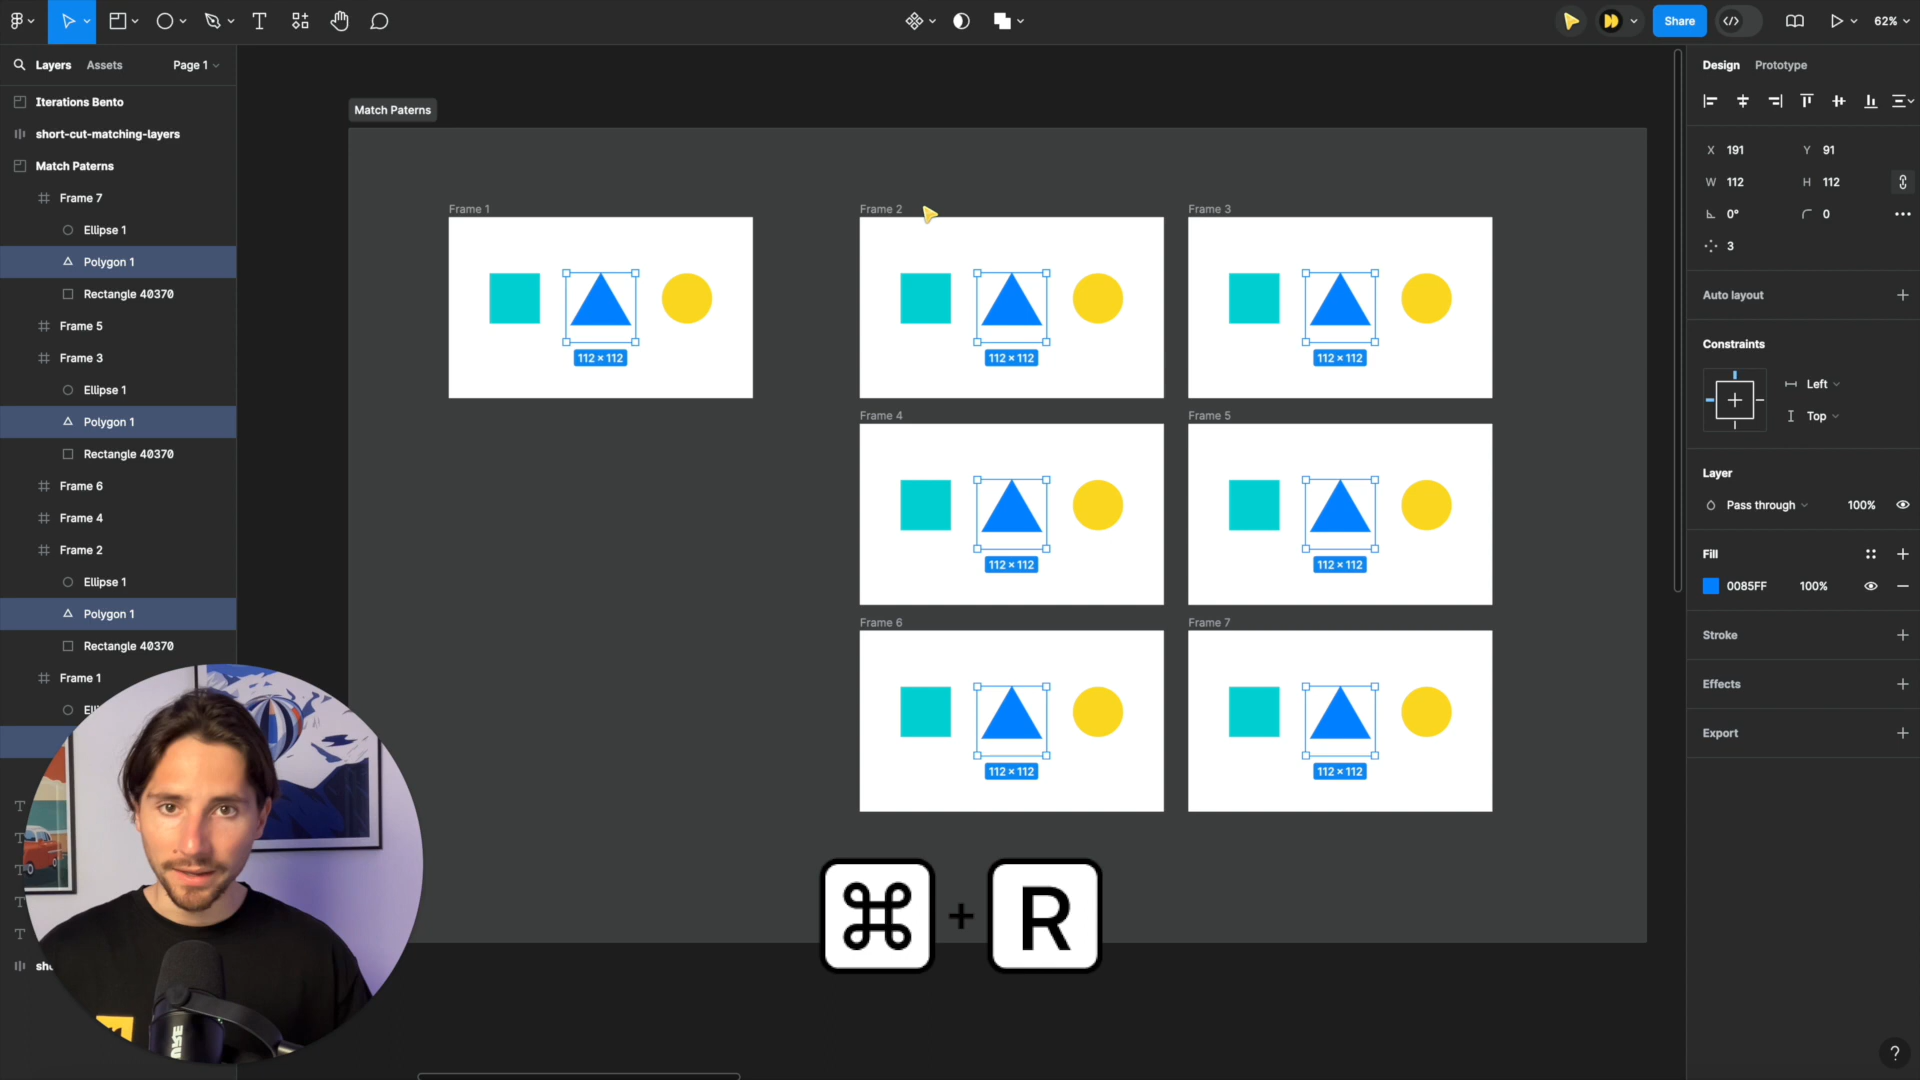 Share
62%
Layers
Assets
Page 1
Iterations Bento
short-cut-matching-layers
Match Paterns
Frame 7
Ellipse 1
Polygon 1
Rectangle 40370
Frame 5
Frame 3
Ellipse 1
Polygon 1
Rectangle 40370
Frame 6
Frame 4
Frame 2
Ellipse 1
Polygon 1
Rectangle 40370
Frame 1
Match Paterns
Frame 1
112 × 112
Frame 2
112 × 112
Frame 3
112 × 112
Frame 4
112 × 112
Frame 5
112 × 112
Frame 6
112 × 112
Frame 7
112 × 112
⌘ + R
Design
Prototype
X 191
Y 91
W 112
H 112
0°
0
3
Auto layout
Constraints
Left
Top
Layer
Pass through
100%
Fill
0085FF
100%
Stroke
Effects
Export
?